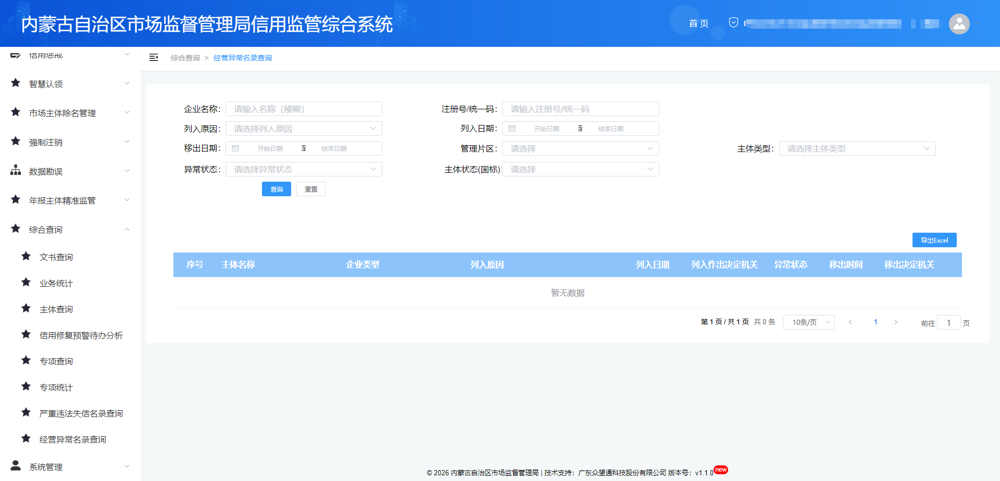 内蒙古自治区市场监督管理局信用监管综合系统
首页
信用惩戒
综合查询 > 经营异常名录查询
智慧认领
市场主体除名管理
强制注销
数据勘误
年报主体精准监管
综合查询
文书查询
业务统计
主体查询
信用修复预警待办分析
专项查询
专项统计
严重违法失信名录查询
经营异常名录查询
系统管理
企业名称： 请输入名称（模糊） 注册号/统一码： 请输入注册号/统一码
列入原因： 请选择列入原因 列入日期： 开始日期 至 结束日期
移出日期： 开始日期 至 结束日期 管理片区： 请选择 主体类型： 请选择主体类型
异常状态： 请选择异常状态 主体状态(国标): 请选择
查询 重置
导出Excel
序号 主体名称 企业类型 列入原因 列入日期 列入作出决定机关 异常状态 移出时间 移出决定机关
暂无数据
第 1 页 / 共 1 页 共 0 条 10条/页 < 1 > 前往 1 页
© 2026 内蒙古自治区市场监督管理局 | 技术支持：广东众望通科技股份有限公司 版本号：v1.1.0 new